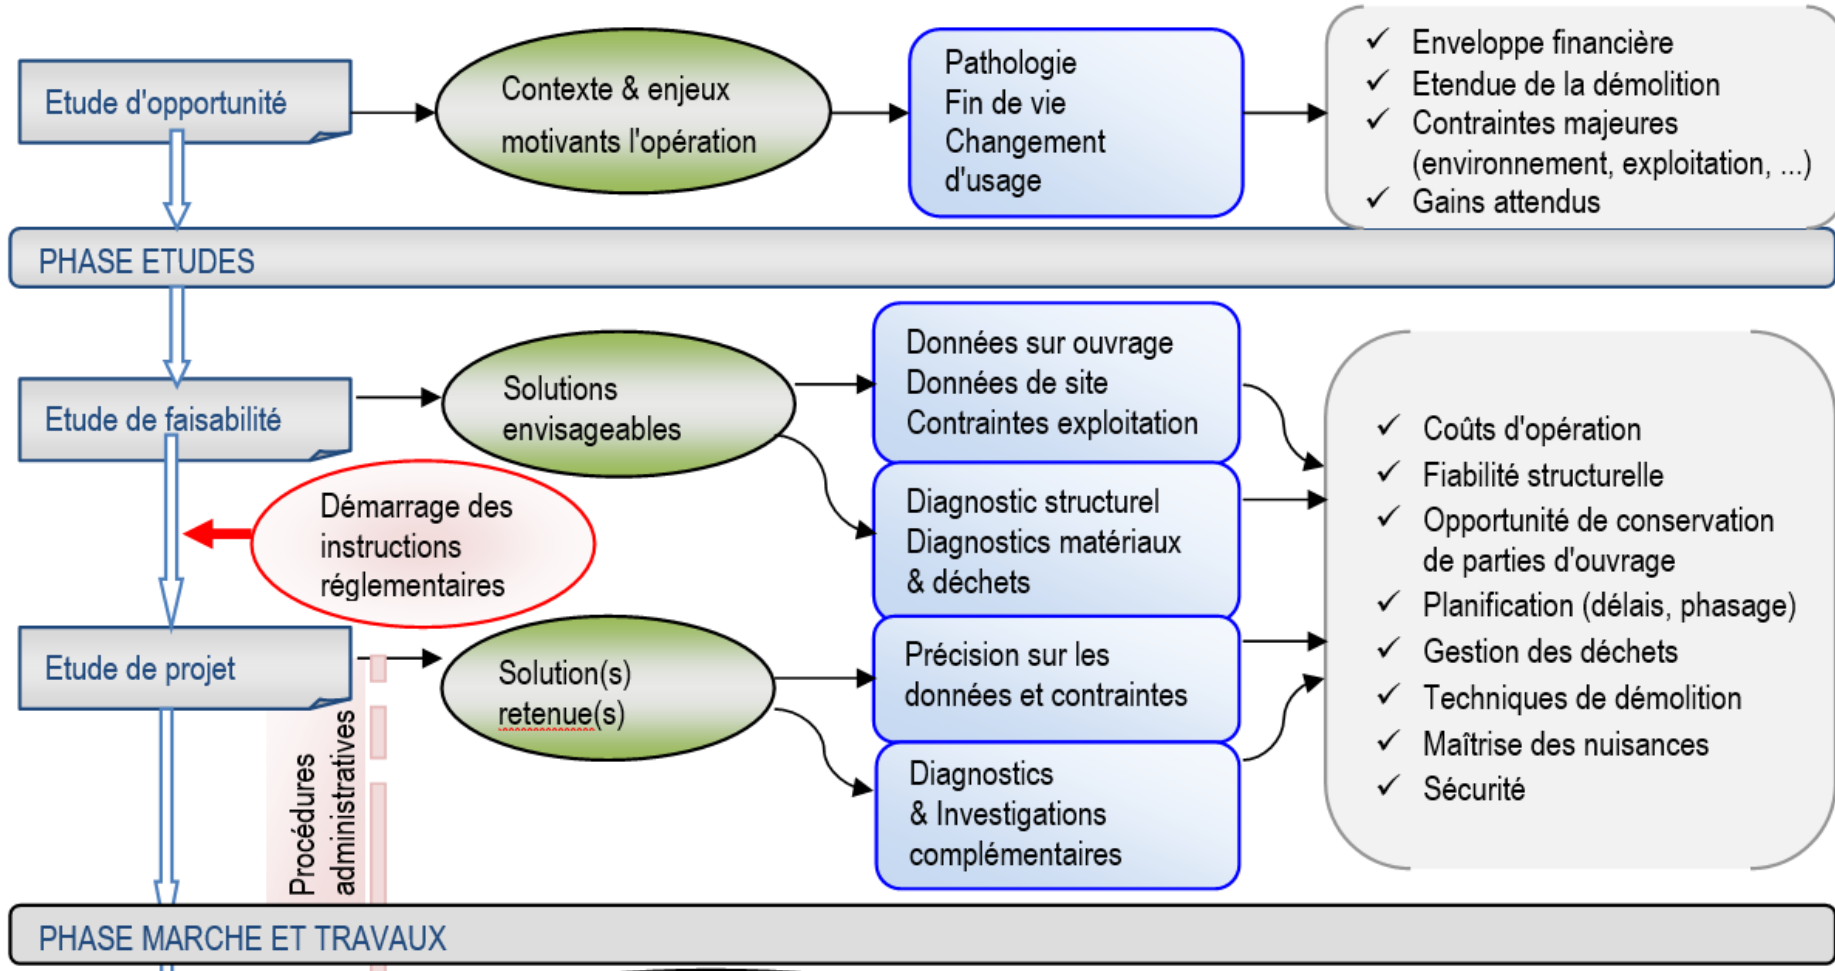 Etude d'opportunité
Contexte & enjeux
motivants l'opération
Pathologie
Fin de vie
Changement
d'usage
✓ Enveloppe financière
✓ Etendue de la démolition
✓ Contraintes majeures
(environnement, exploitation, ...)
✓ Gains attendus
PHASE ETUDES
Etude de faisabilité
Solutions
envisageables
Données sur ouvrage
Données de site
Contraintes exploitation
Diagnostic structurel
Diagnostics matériaux
& déchets
Démarrage des
instructions
réglementaires
Etude de projet
Solution(s)
retenue(s)
Précision sur les
données et contraintes
Diagnostics
& Investigations
complémentaires
✓ Coûts d'opération
✓ Fiabilité structurelle
✓ Opportunité de conservation
de parties d'ouvrage
✓ Planification (délais, phasage)
✓ Gestion des déchets
✓ Techniques de démolition
✓ Maîtrise des nuisances
✓ Sécurité
Procédures
administratives
PHASE MARCHE ET TRAVAUX